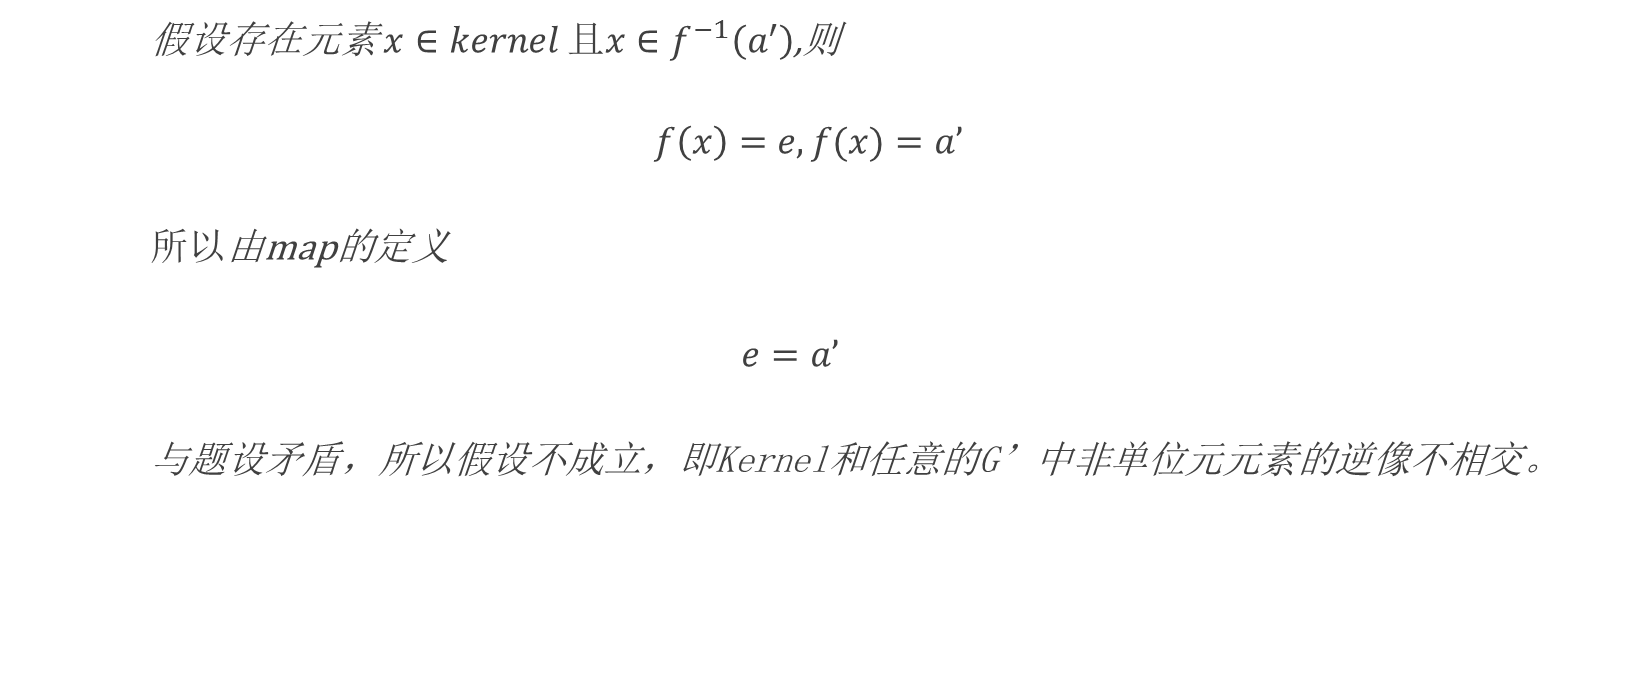 假设存在元素x ∈ kernel 且x ∈ f⁻¹(a′),则
f(x) = e, f(x) = a’
所以由map的定义
e = a’
与题设矛盾，所以假设不成立，即Kernel和任意的G’中非单位元元素的逆像不相交。